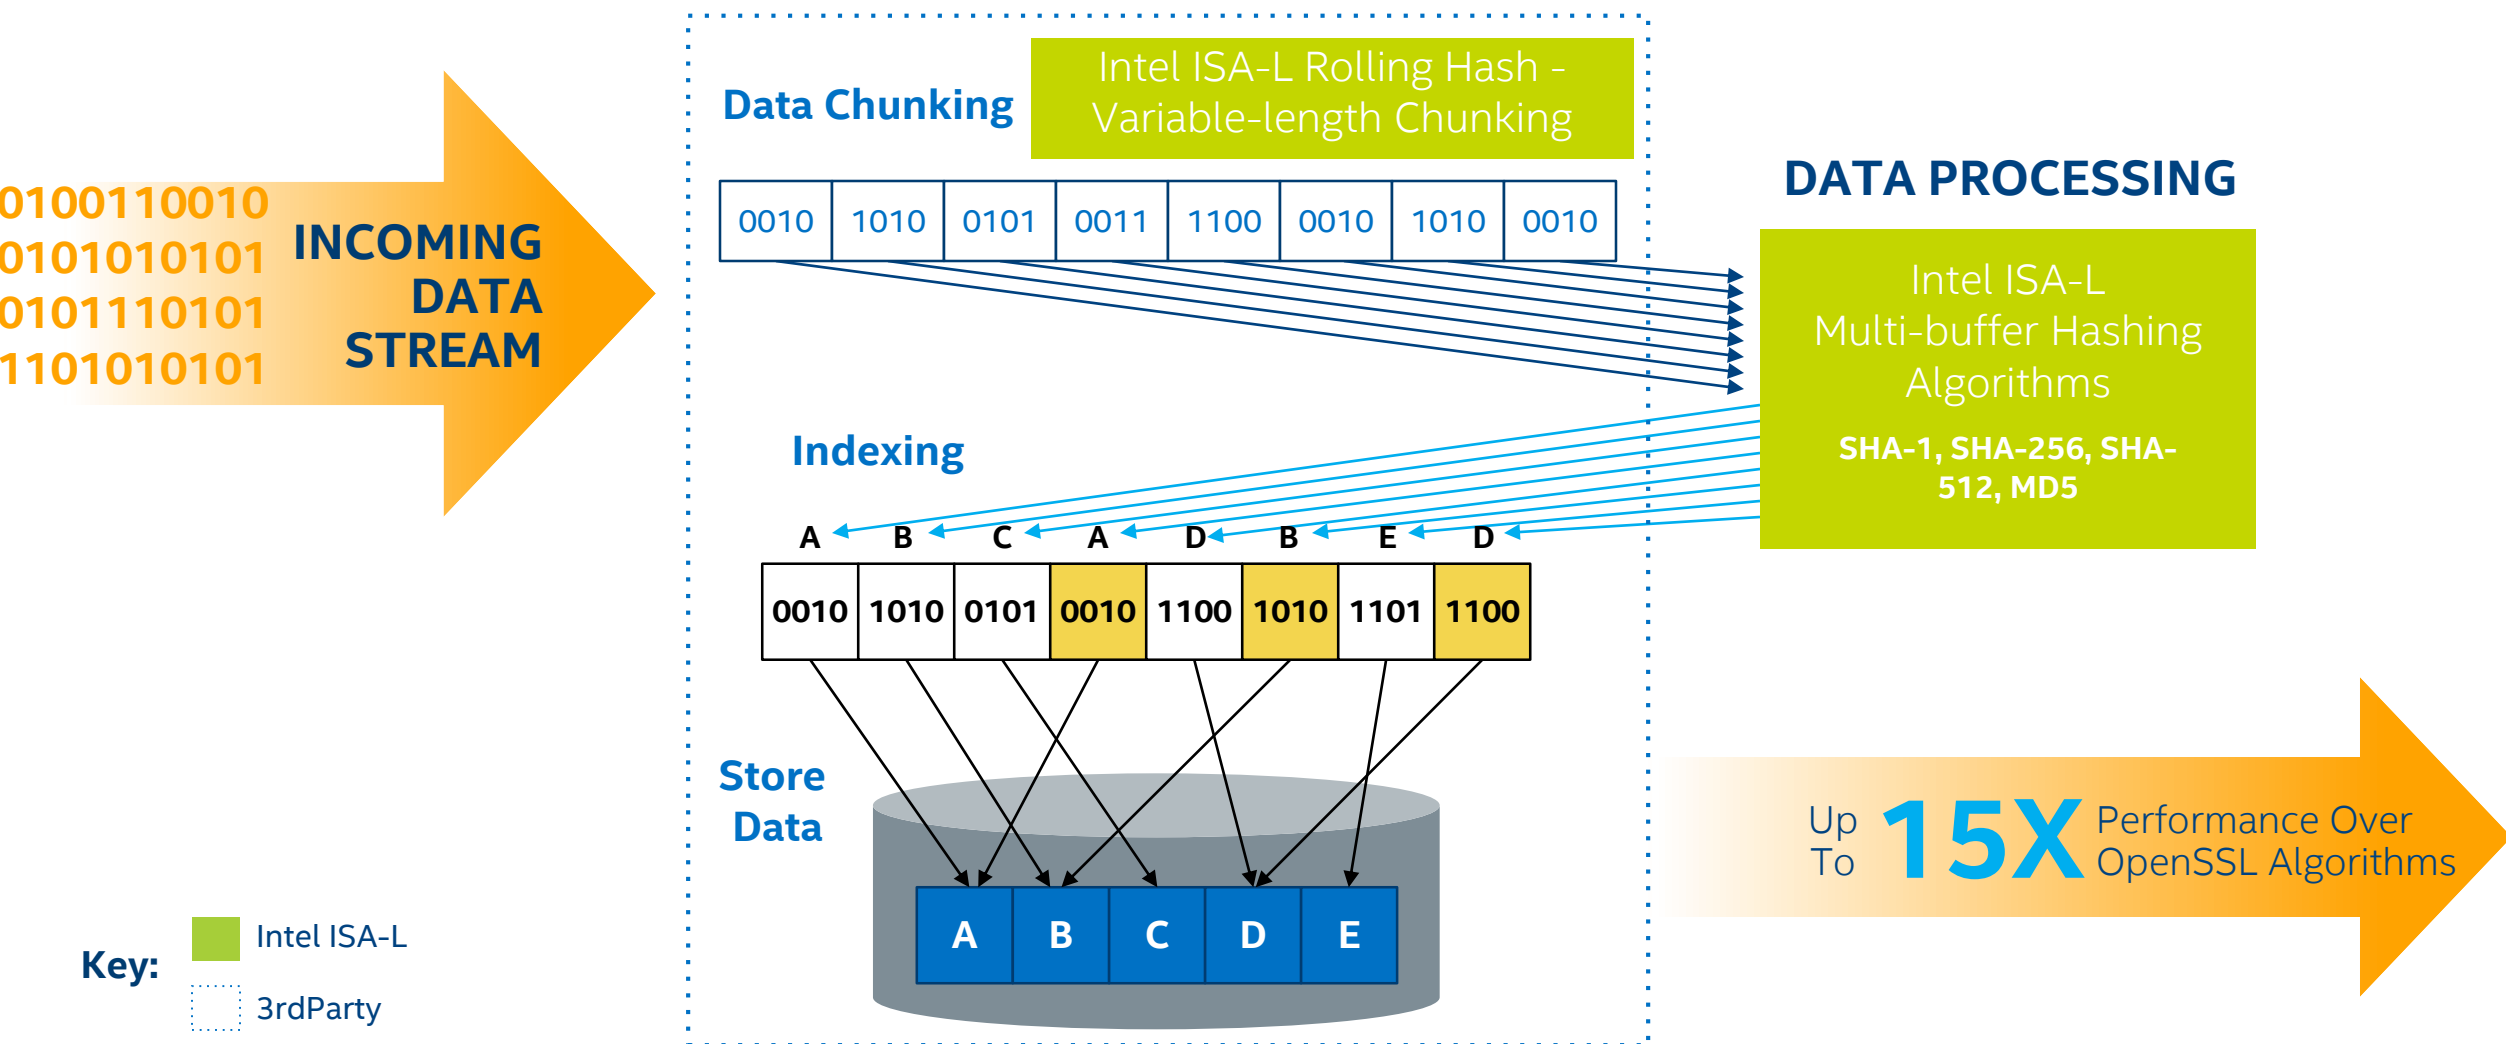 0100110010
0101010101
0101110101
1101010101
INCOMING
DATA
STREAM
Data Chunking
Intel ISA-L Rolling Hash -
Variable-length Chunking
0010 1010 0101 0011 1100 0010 1010 0010
DATA PROCESSING
Intel ISA-L
Multi-buffer Hashing
Algorithms
SHA-1, SHA-256, SHA-
512, MD5
Indexing
A B C A D B E D
0010 1010 0101 0010 1100 1010 1101 1100
Store
Data
A B C D E
Up
To
15X
Performance Over
OpenSSL Algorithms
Key:
Intel ISA-L
3rdParty